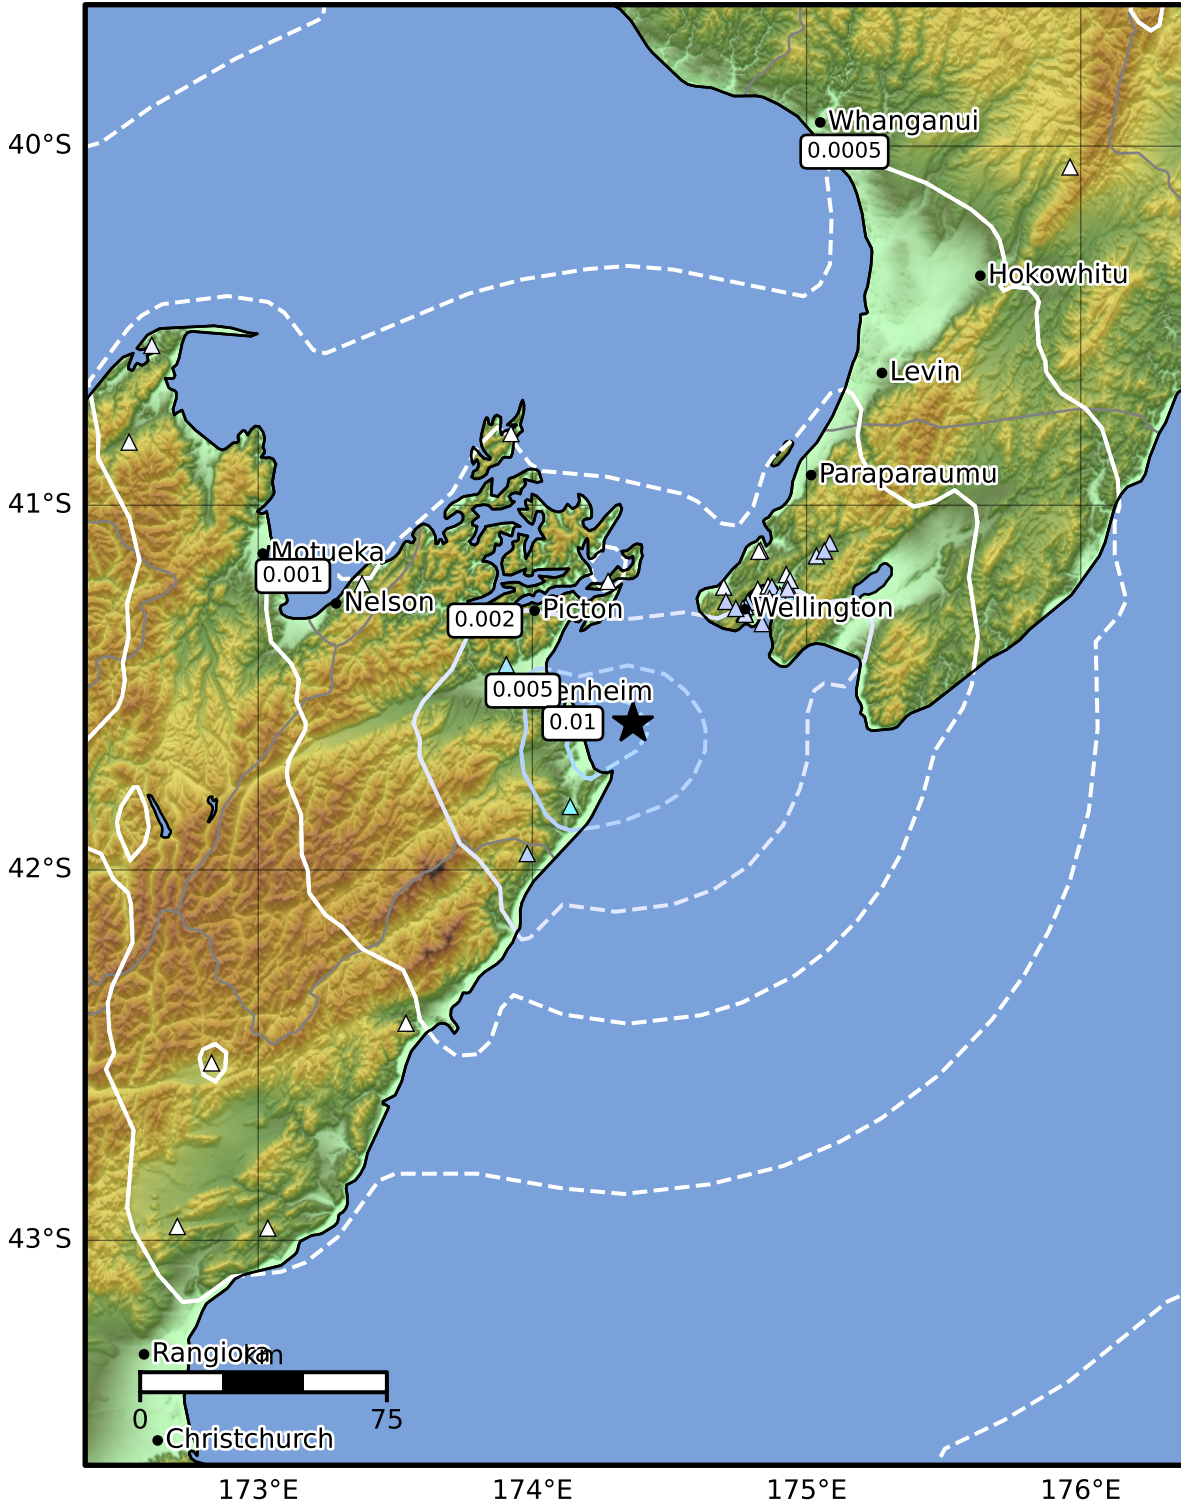 Whanganui
40°S
0.0005
Hokowhitu
Levin
Paraparaumu
41°S
Motueka
0.001
Nelson
Picton
Wellington
0.002
0.005
enheim
0.01
42°S
43°S
Rangiora
km
0
75
Christchurch
173°E
174°E
175°E
176°E